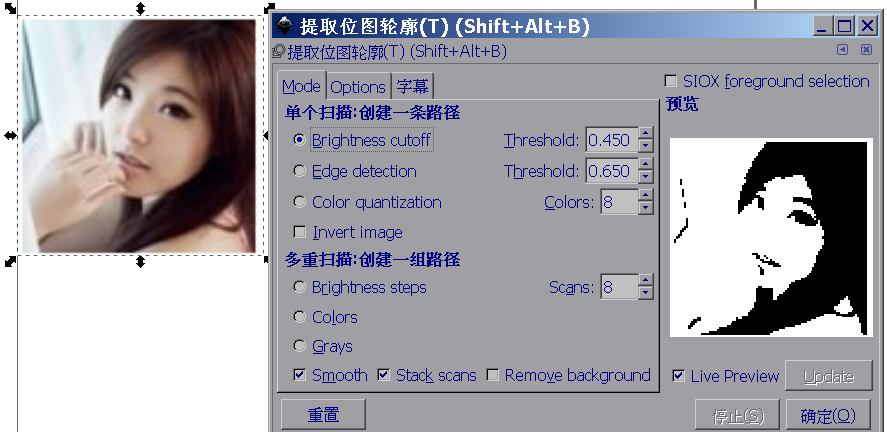 提取位图轮廓(T) (Shift+Alt+B)
提取位图轮廓(T) (Shift+Alt+B)
Mode Options 字幕
SIOX foreground selection
预览
单个扫描:创建一条路径
Brightness cutoff Threshold: 0.450
Edge detection Threshold: 0.650
Color quantization Colors: 8
Invert image
多重扫描:创建一组路径
Brightness steps Scans: 8
Colors
Grays
Smooth Stack scans Remove background
Live Preview Update
重置 停止(S) 确定(O)